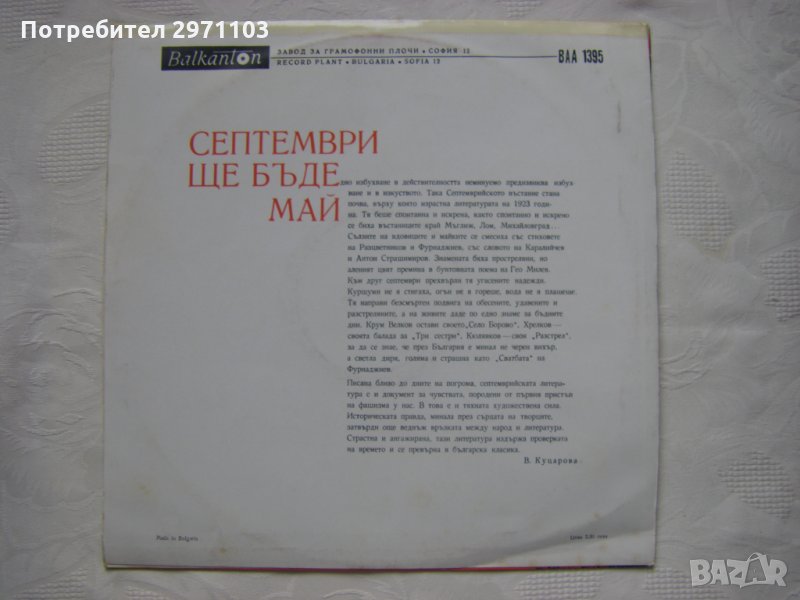 Потребител 2971103
Balkanton
ЗАВОД ЗА ГРАМОФОННИ ПЛОЧИ • СОФИЯ 12
RECORD PLANT • BULGARIA • SOFIA 12
ВАА 1395
СЕПТЕМВРИ
ЩЕ БЪДЕ
МАЙ
дно избухване в действителността неминуемо предизвиква избух-
ване и в изкуството. Така Септемврийското въстание стана
почва, върху която израстна литературата на 1923 годи-
на. Тя беше спонтанна и искрена, както спонтанно и искрено
се биха въстаниците край Мъглиж, Лом, Михайловград...
Сълзите на вдовиците и майките се смесиха със стиховете
на Разцветников и Фурнаджиев, със словото на Каралийчев
и Антон Страшимиров. Знамената бяха прострелвни, но
аленият цвят премина в бунтовната поема на Гео Милев.
Към друг септември прехвърли тя угасените надежди.
Куршуми не я стигаха, огън не я гореше, вода не я плашеше.
Тя направи безсмъртен подвига на обесените, удавените и
разстреляните, а на живите даде по едно знаме за бъдните
дни. Крум Велков остави своето „Село Борово“, Хрелков —
своята балада за „Три сестри“, Кюлявков — своя „Разстрел“,
за да се знае, че през България е минал не черен вихър,
а светла диря, голяма и страшна като „Сватбата“ на
Фурнаджиев.
Писана близо до дните на погрома, септемврийската литера-
тура е и документ за чувствата, породени от първия пристъп
на фашизма у нас. В това е и тяхната художествена сила.
Историческата правда, минала през сърцата на творците,
затвърди още веднъж връзката между народ и литература.
Страстна и ангажирана, тази литература издържа проверката
на времето и се превърна в българска класика.
В. Куцарова
Made in Bulgaria
Цена
BAZAR